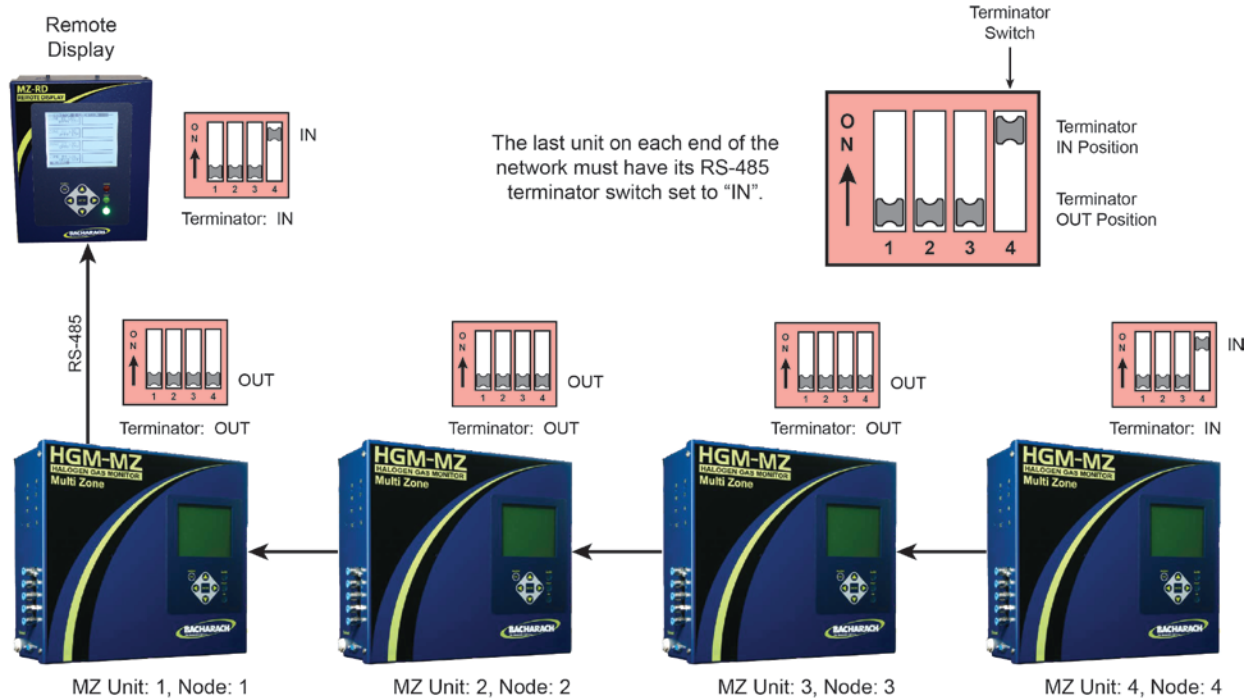 Remote
Display
MZ-RD
REMOTE DISPLAY
BACHARACH
O
N
1 2 3 4
IN
Terminator: IN
The last unit on each end of the
network must have its RS-485
terminator switch set to “IN”.
Terminator
Switch
O
N
1 2 3 4
Terminator
IN Position
Terminator
OUT Position
RS-485
O
N
1 2 3 4
OUT
Terminator: OUT
O
N
1 2 3 4
OUT
Terminator: OUT
O
N
1 2 3 4
OUT
Terminator: OUT
O
N
1 2 3 4
IN
Terminator: IN
HGM-MZ
HALOGEN GAS MONITOR
Multi Zone
BACHARACH
HGM-MZ
HALOGEN GAS MONITOR
Multi Zone
BACHARACH
HGM-MZ
HALOGEN GAS MONITOR
Multi Zone
BACHARACH
HGM-MZ
HALOGEN GAS MONITOR
Multi Zone
BACHARACH
MZ Unit: 1, Node: 1
MZ Unit: 2, Node: 2
MZ Unit: 3, Node: 3
MZ Unit: 4, Node: 4